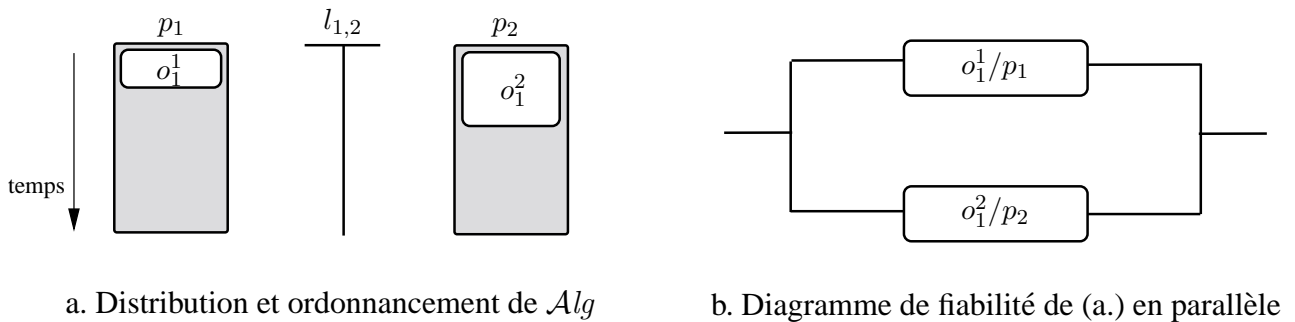 p₁ l₁,₂ p₂
o₁¹
o₁²
temps
o₁¹/p₁
o₁²/p₂
a. Distribution et ordonnancement de 𝒜lg
b. Diagramme de fiabilité de (a.) en parallèle